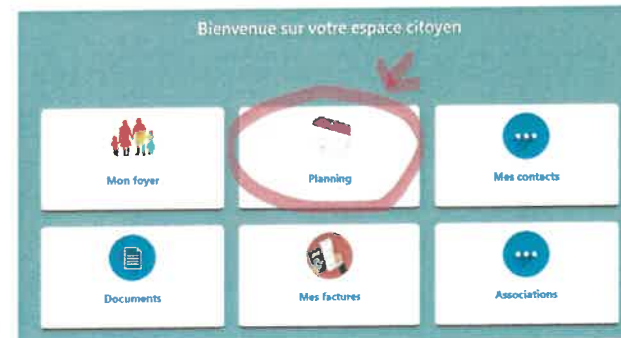 Bienvenue sur votre espace citoyen
Mon foyer
Planning
Mes contacts
Documents
Mes factures
Associations